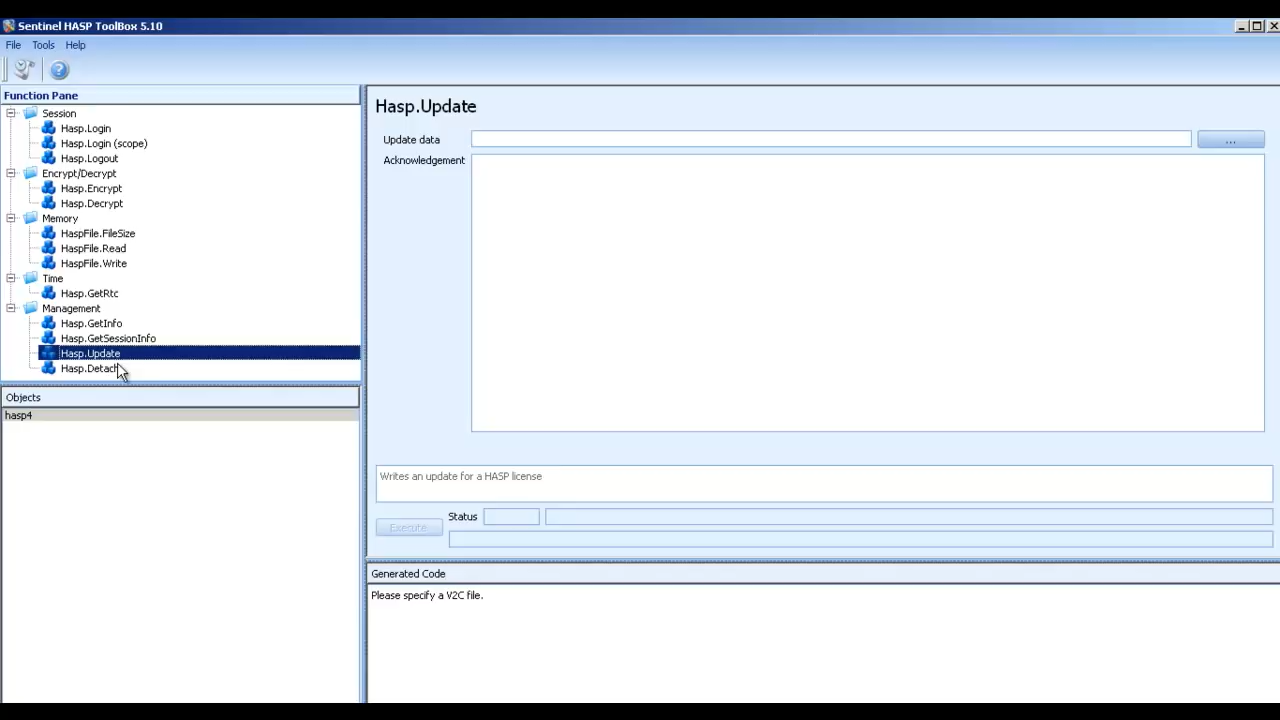 Sentinel HASP ToolBox 5.10
File Tools Help
Function Pane
Session
Hasp.Login
Hasp.Login (scope)
Hasp.Logout
Encrypt/Decrypt
Hasp.Encrypt
Hasp.Decrypt
Memory
HaspFile.FileSize
HaspFile.Read
HaspFile.Write
Time
Hasp.GetRtc
Management
Hasp.GetInfo
Hasp.GetSessionInfo
Hasp.Update
Hasp.Detach
Objects
hasp4
Hasp.Update
Update data
...
Acknowledgement
Writes an update for a HASP license
Execute
Status
Generated Code
Please specify a V2C file.